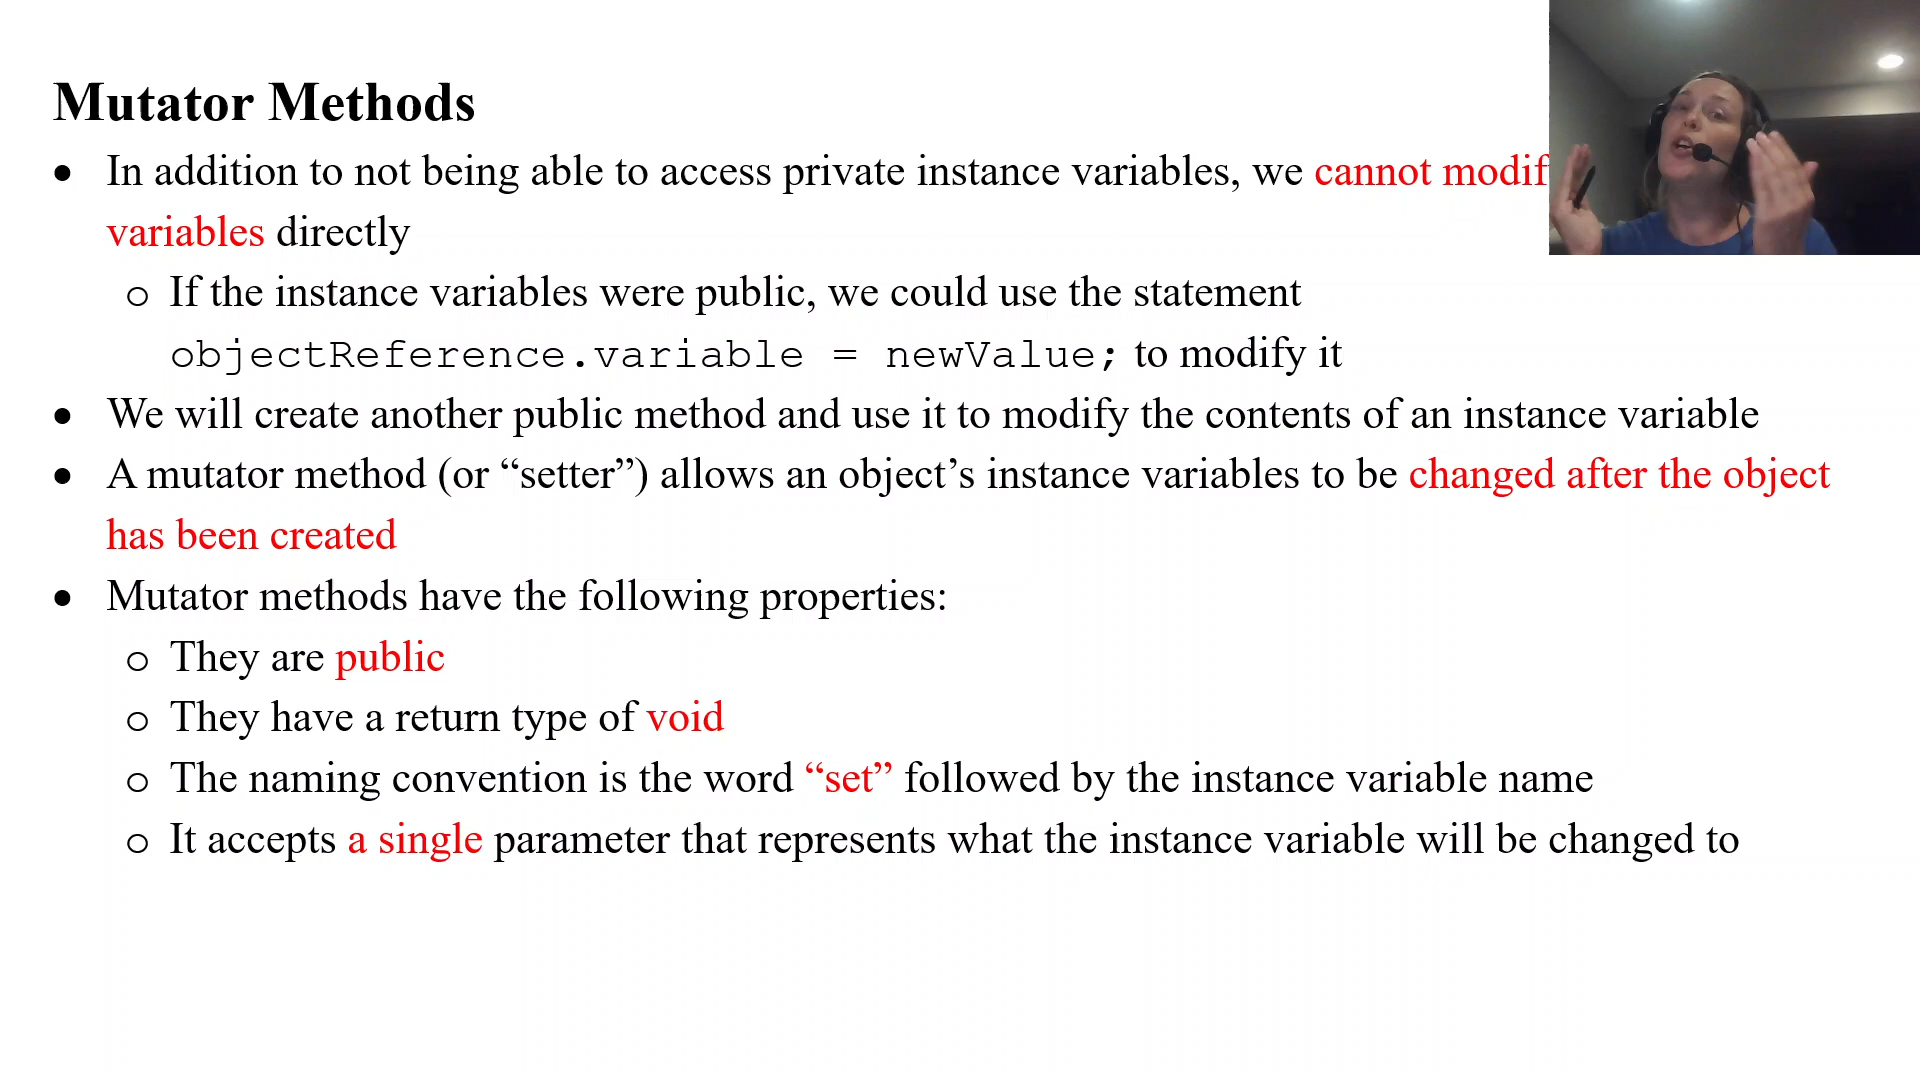 Mutator Methods
• In addition to not being able to access private instance variables, we cannot modif
variables directly
o If the instance variables were public, we could use the statement
objectReference.variable = newValue; to modify it
• We will create another public method and use it to modify the contents of an instance variable
• A mutator method (or “setter”) allows an object’s instance variables to be changed after the object
has been created
• Mutator methods have the following properties:
o They are public
o They have a return type of void
o The naming convention is the word “set” followed by the instance variable name
o It accepts a single parameter that represents what the instance variable will be changed to